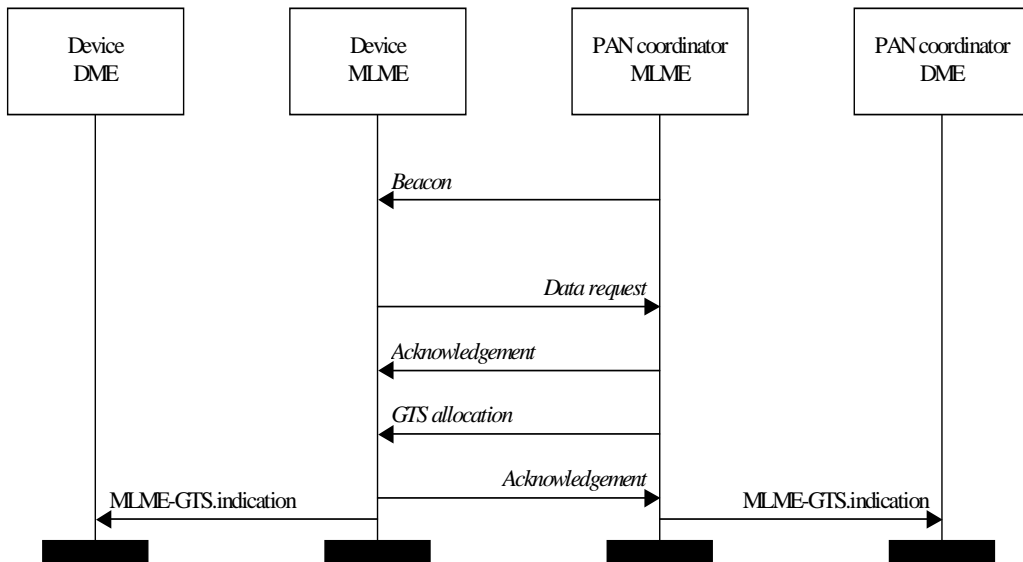 Device
DME
Device
MLME
PAN coordinator
MLME
PAN coordinator
DME
Beacon
Data request
Acknowledgement
GTS allocation
Acknowledgement
MLME-GTS.indication
MLME-GTS.indication